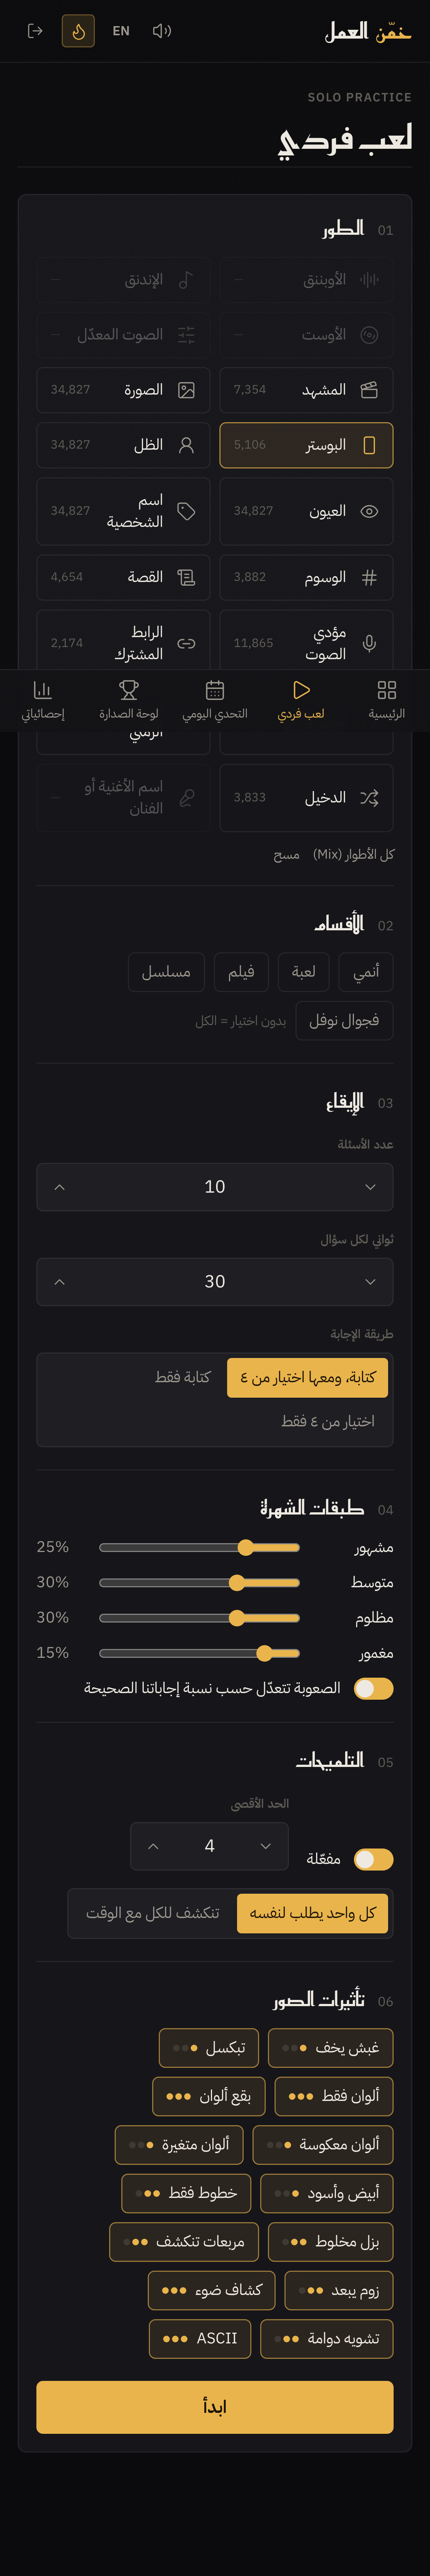 خمّن العمل
EN
SOLO PRACTICE
لعب فردي
01 الطور
الأوبننق —
الإندنق —
الأوست —
الصوت المعدّل —
المشهد 7,354
الصورة 34,827
البوستر 5,106
الظل 34,827
العيون 34,827
اسم الشخصية 34,827
الوسوم 3,882
القصة 4,654
مؤدي الصوت 11,865
الرابط المشترك 2,174
الرئيسية
لعب فردي
التحدي اليومي
لوحة الصدارة
إحصائياتي
الدخيل 3,833
اسم الأغنية أو الفنان —
كل الأطوار (Mix) مسح
02 الأقسام
أنمي لعبة فيلم مسلسل
فجوال نوفل بدون اختيار = الكل
03 الإيقاع
عدد الأسئلة
10
ثواني لكل سؤال
30
طريقة الإجابة
كتابة، ومعها اختيار من ٤ كتابة فقط
اختيار من ٤ فقط
04 طبقات الشهرة
مشهور 25%
متوسط 30%
مظلوم 30%
مغمور 15%
الصعوبة تتعدّل حسب نسبة إجاباتنا الصحيحة
05 التلميحات
الحد الأقصى
مفعّلة 4
كل واحد يطلب لنفسه تنكشف للكل مع الوقت
06 تأثيرات الصور
غبش يخف تبكسل
ألوان فقط بقع ألوان
ألوان معكوسة ألوان متغيرة
أبيض وأسود خطوط فقط
بزل مخلوط مربعات تنكشف
زوم يبعد كشاف ضوء
تشويه دوامة ASCII
ابدأ